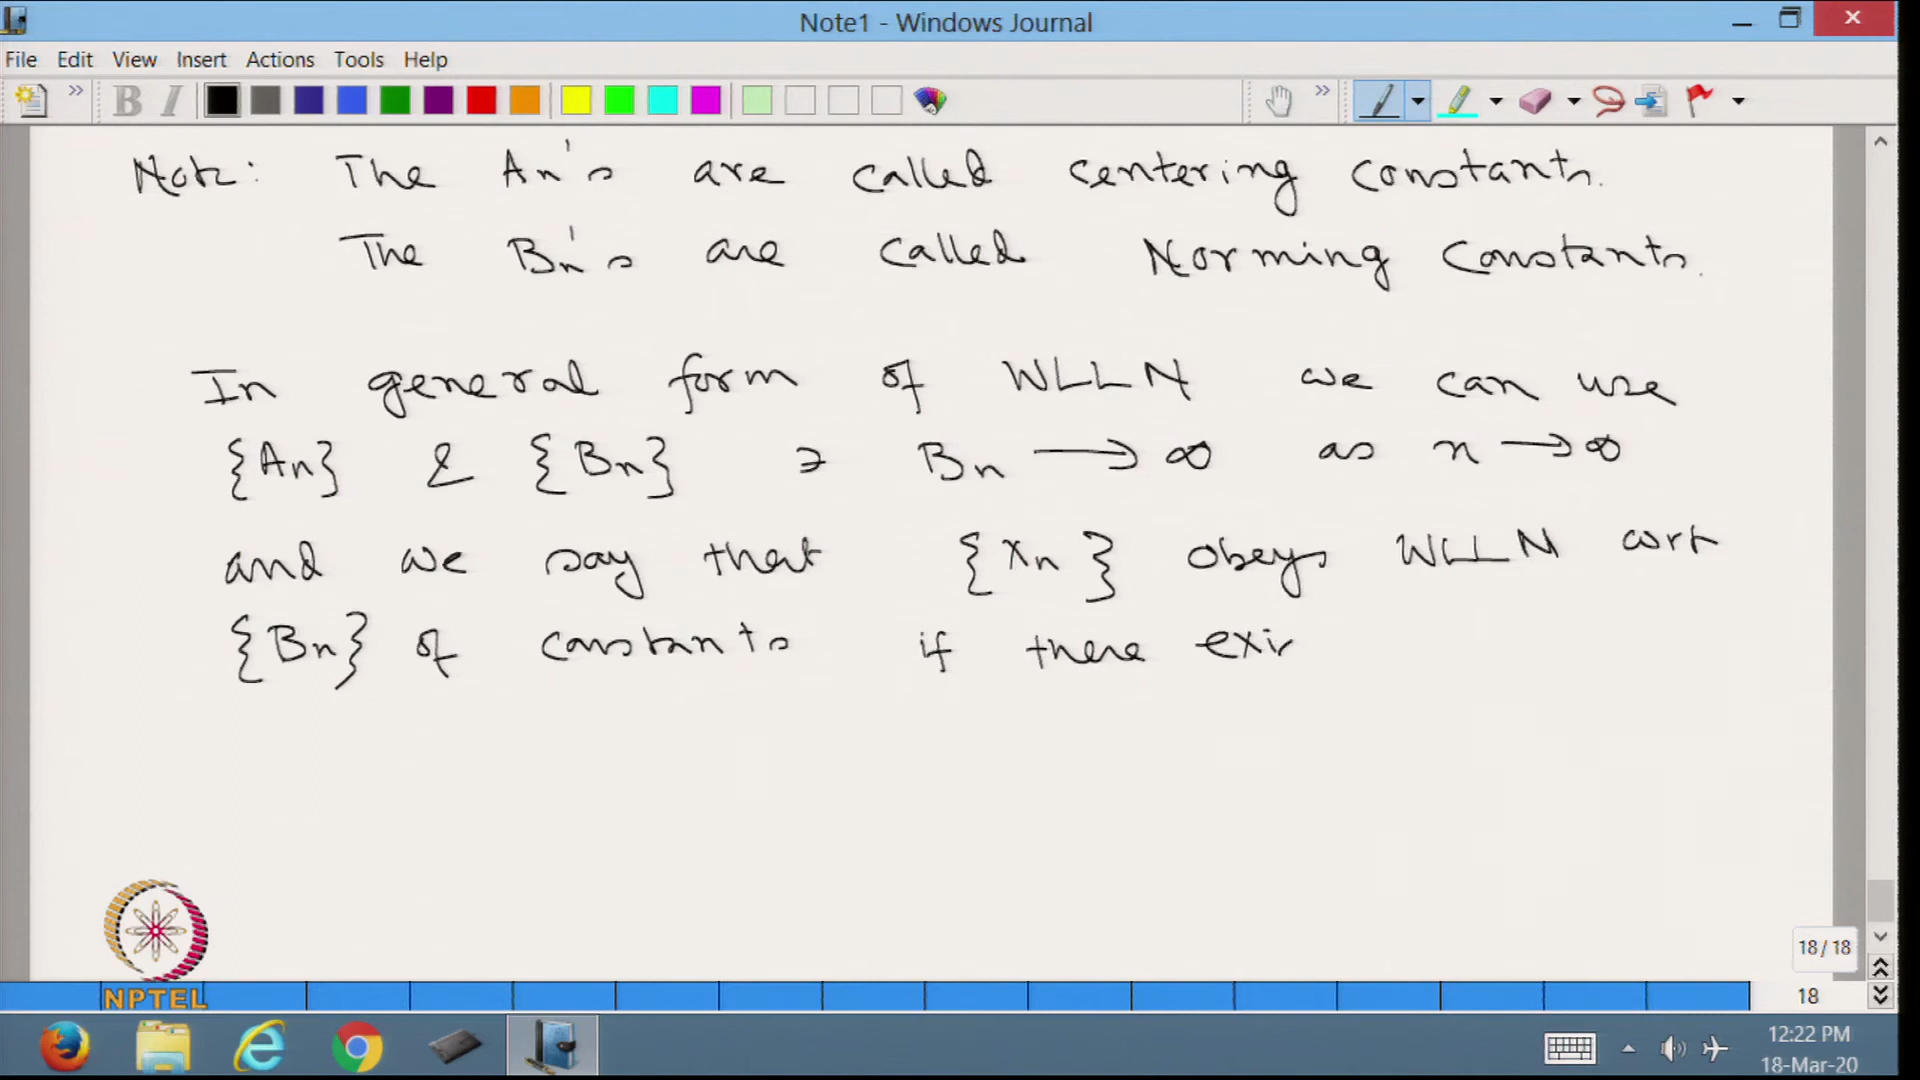 Note1 - Windows Journal
File Edit View Insert Actions Tools Help
B I
Note: The An's are called centering constants.
The Bn's are called Norming Constants.
In general form of WLLN we can use
{An} & {Bn} ∋ Bn → ∞ as n → ∞
and we say that {Xn} obeys WLLN wrt
{Bn} of constants if there exis
18 / 18
NPTEL
18
12:22 PM
18-Mar-20